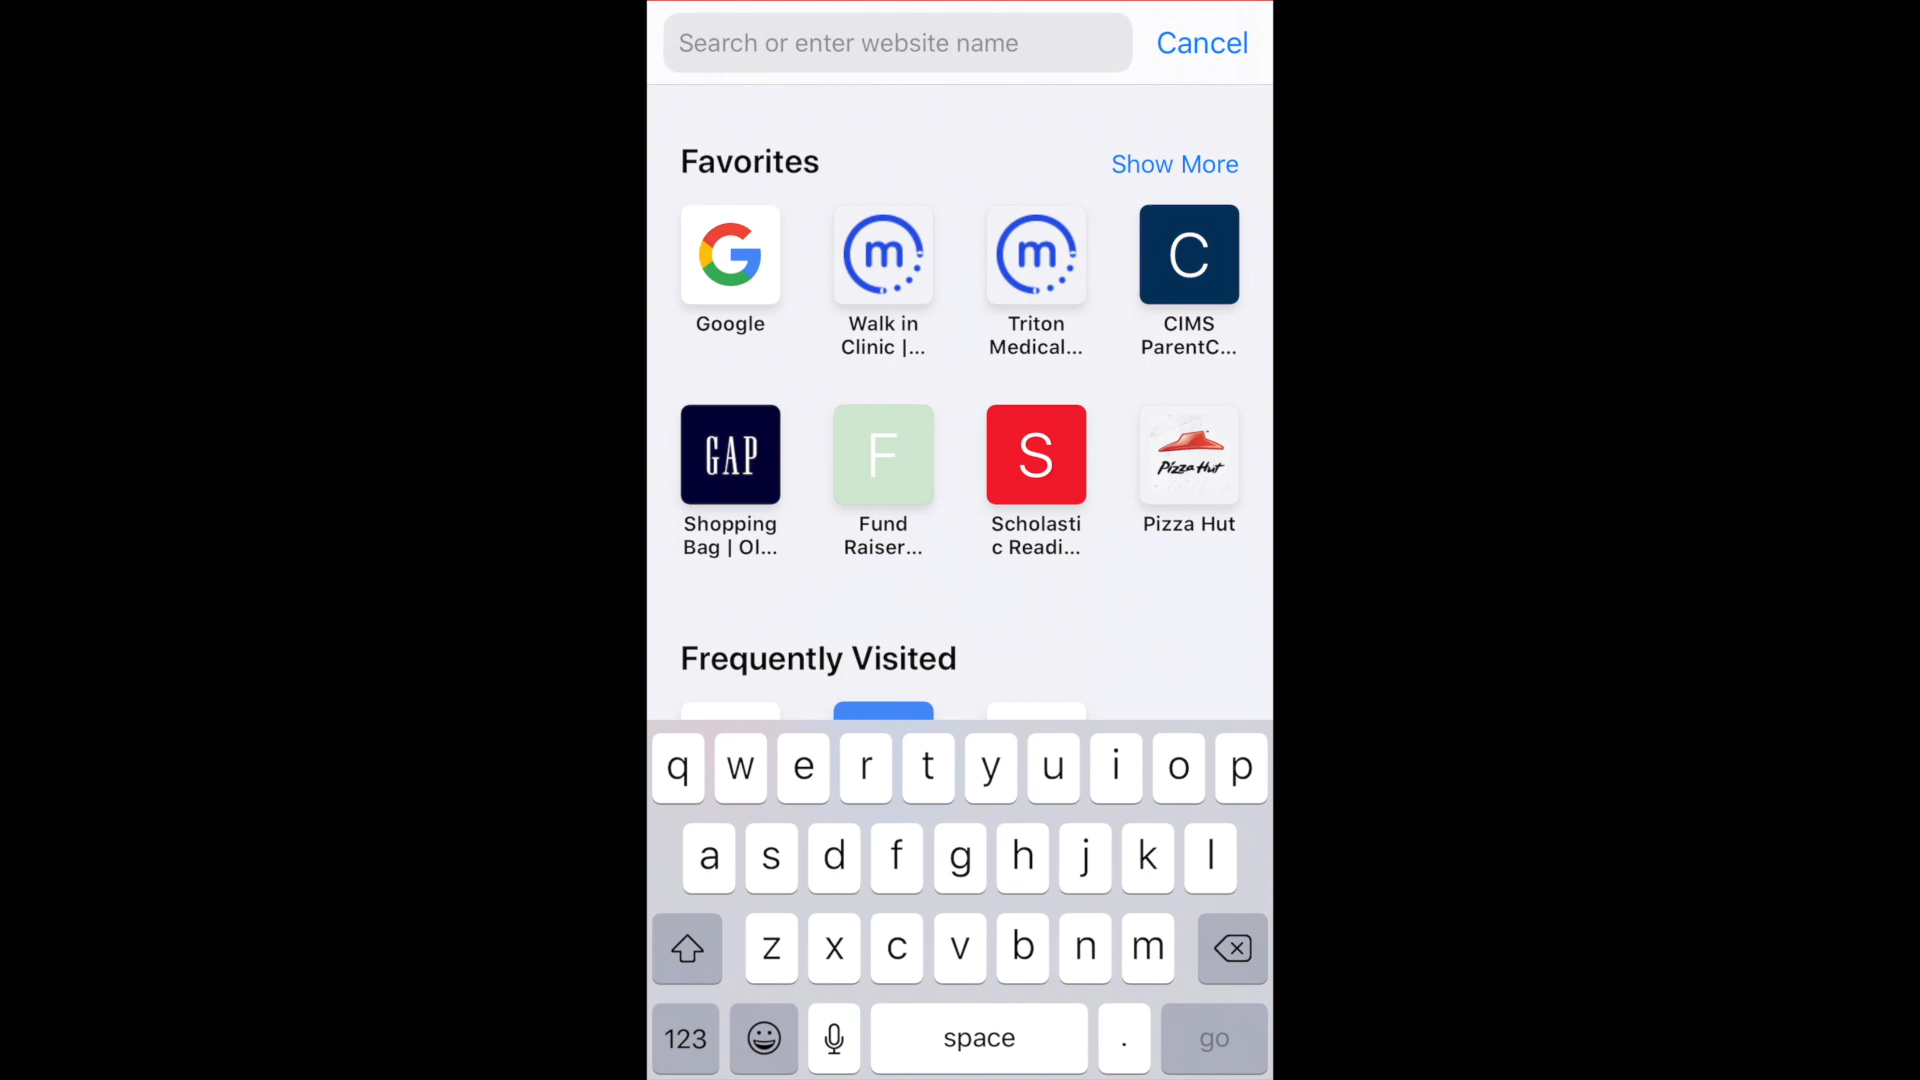 Search or enter website name Cancel
Favorites Show More
G m m C
Google Walk in Triton CIMS
Clinic |... Medical... ParentC...
GAP F S Pizza Hut
Shopping Fund Scholasti Pizza Hut
Bag | Ol... Raiser... c Readi...
Frequently Visited
q w e r t y u i o p
a s d f g h j k l
z x c v b n m
123 space . go